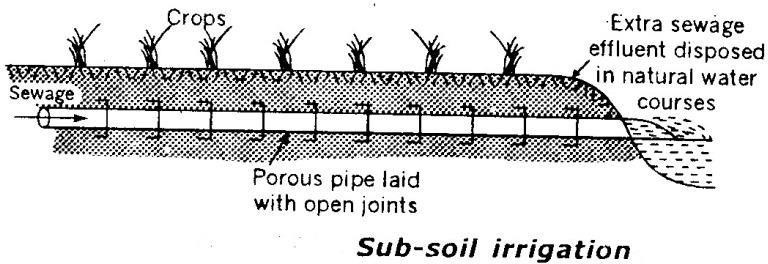 Crops
Extra sewage
effluent disposed
in natural water
courses
Sewage
Porous pipe laid
with open joints
Sub-soil irrigation